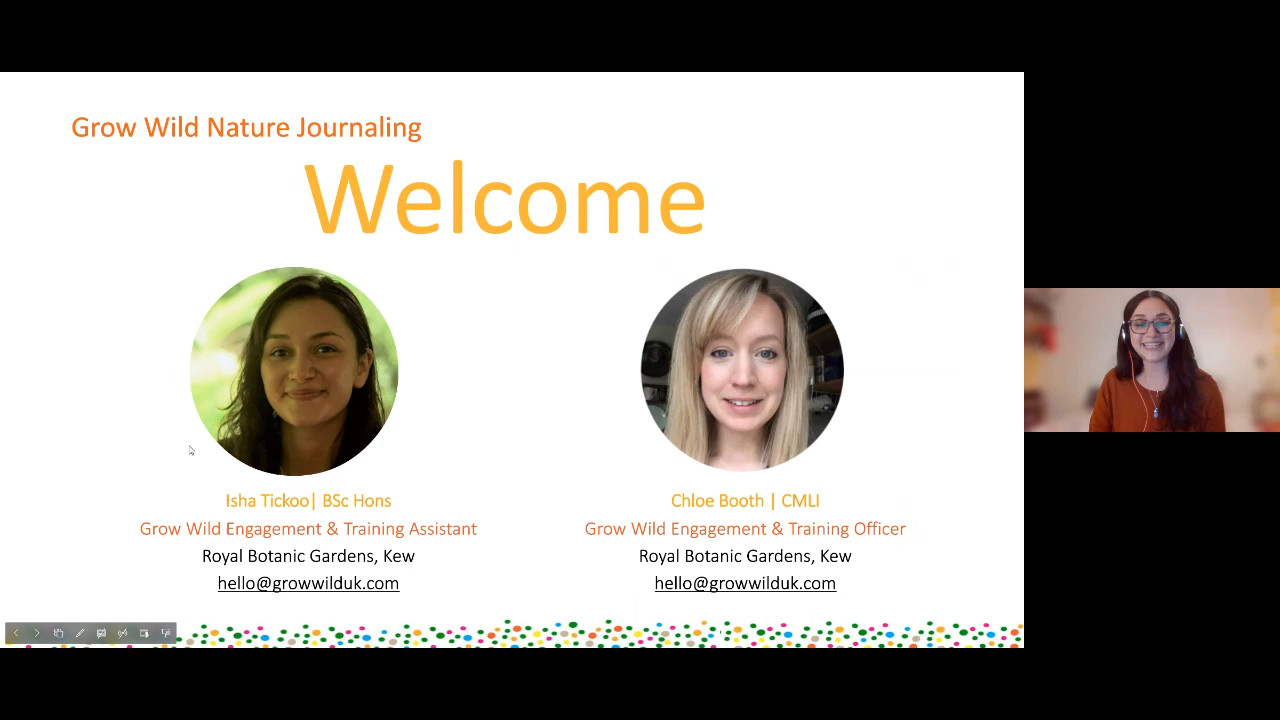 Grow Wild Nature Journaling
Welcome
Isha Tickoo| BSc Hons
Grow Wild Engagement & Training Assistant
Royal Botanic Gardens, Kew
hello@growwilduk.com
Chloe Booth | CMLI
Grow Wild Engagement & Training Officer
Royal Botanic Gardens, Kew
hello@growwilduk.com